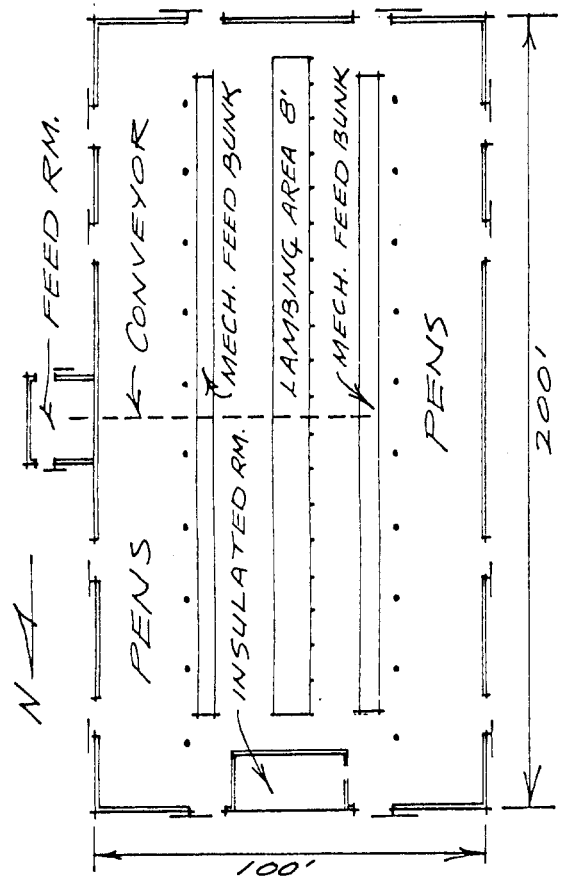 FEED RM.
CONVEYOR
MECH. FEED BUNK
LAMBING AREA 8'
MECH. FEED BUNK
PENS
200'
N
PENS
INSULATED RM.
100'